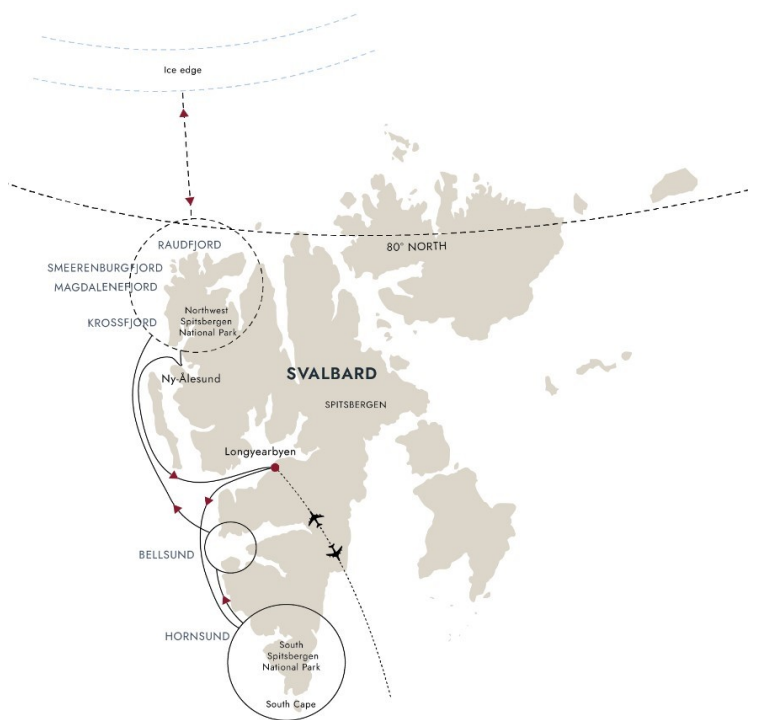 Ice edge
80° NORTH
RAUDFJORD
SMEERENBURGFJORD
MAGDALENEFJORD
KROSSFJORD
Northwest
Spitsbergen
National Park
Ny-Ålesund
SVALBARD
SPITSBERGEN
Longyearbyen
BELLSUND
HORNSUND
South
Spitsbergen
National Park
South Cape